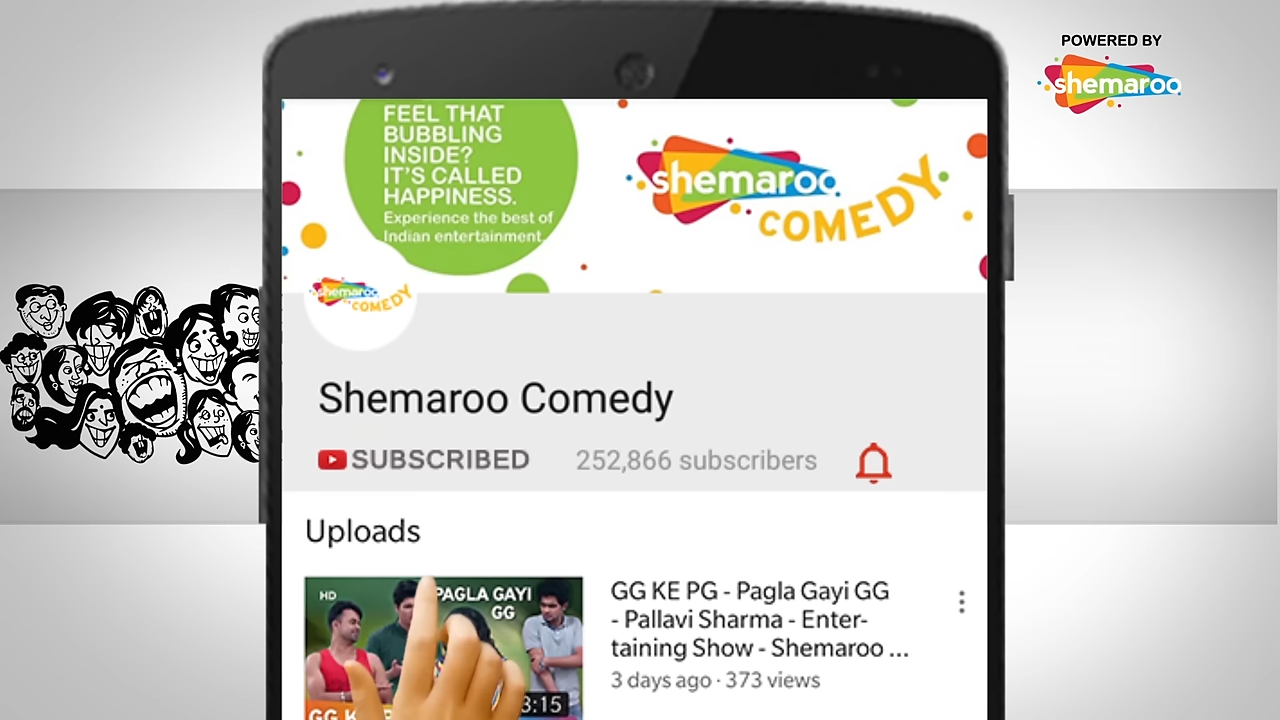 POWERED BY
shemaroo
FEEL THAT
BUBBLING
INSIDE?
IT'S CALLED
HAPPINESS.
Experience the best of
Indian entertainment.
shemaroo
COMEDY
shemaroo
COMEDY
Shemaroo Comedy
SUBSCRIBED 252,866 subscribers
Uploads
HD
PAGLA GAYI
GG
GG K
3:15
GG KE PG - Pagla Gayi GG
- Pallavi Sharma - Enter-
taining Show - Shemaroo ...
3 days ago · 373 views